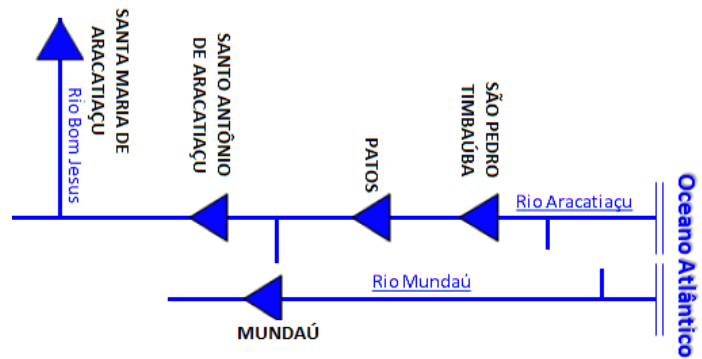 SANTA MARIA DE
ARACATIAÇU
Rio Bom Jesus
SANTO ANTÔNIO
DE ARACATIAÇU
PATOS
SÃO PEDRO
TIMBAÚBA
Rio Aracatiaçu
Oceano Atlântico
Rio Mundaú
MUNDAÚ